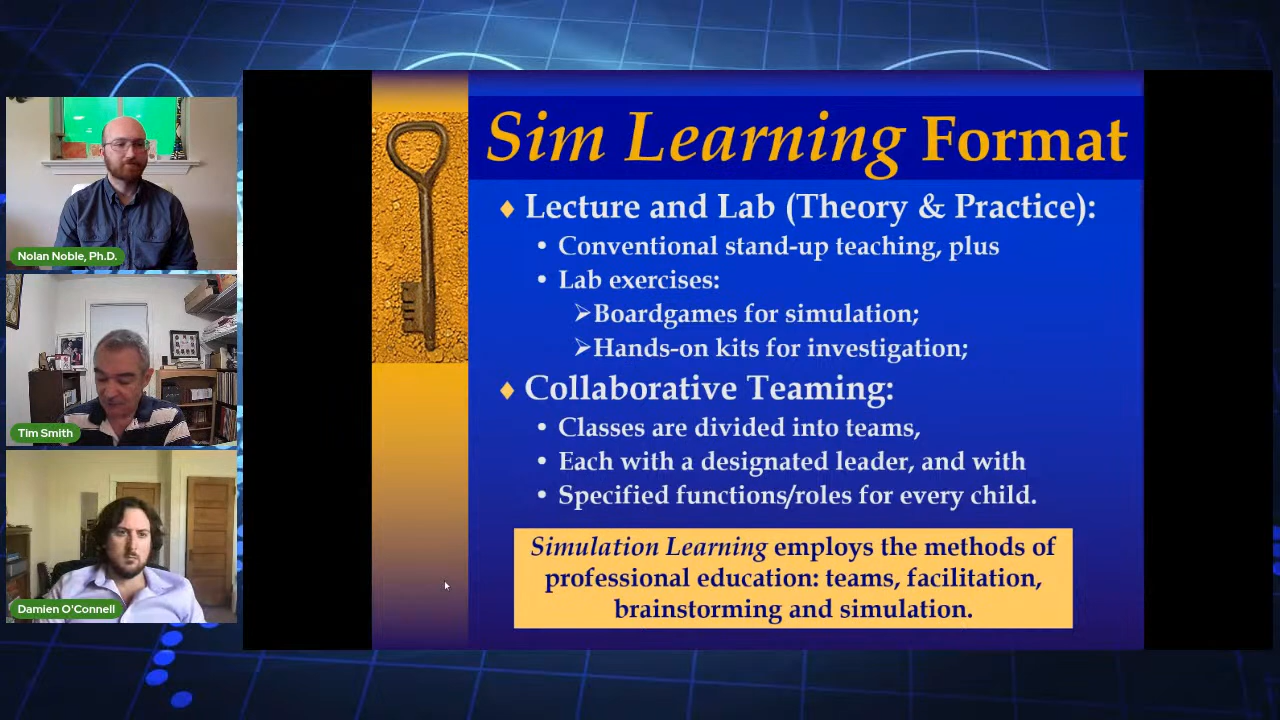 Nolan Noble, Ph.D.
Tim Smith
Damien O'Connell
Sim Learning Format
♦ Lecture and Lab (Theory & Practice):
• Conventional stand-up teaching, plus
• Lab exercises:
➢Boardgames for simulation;
➢Hands-on kits for investigation;
♦ Collaborative Teaming:
• Classes are divided into teams,
• Each with a designated leader, and with
• Specified functions/roles for every child.
Simulation Learning employs the methods of
professional education: teams, facilitation,
brainstorming and simulation.